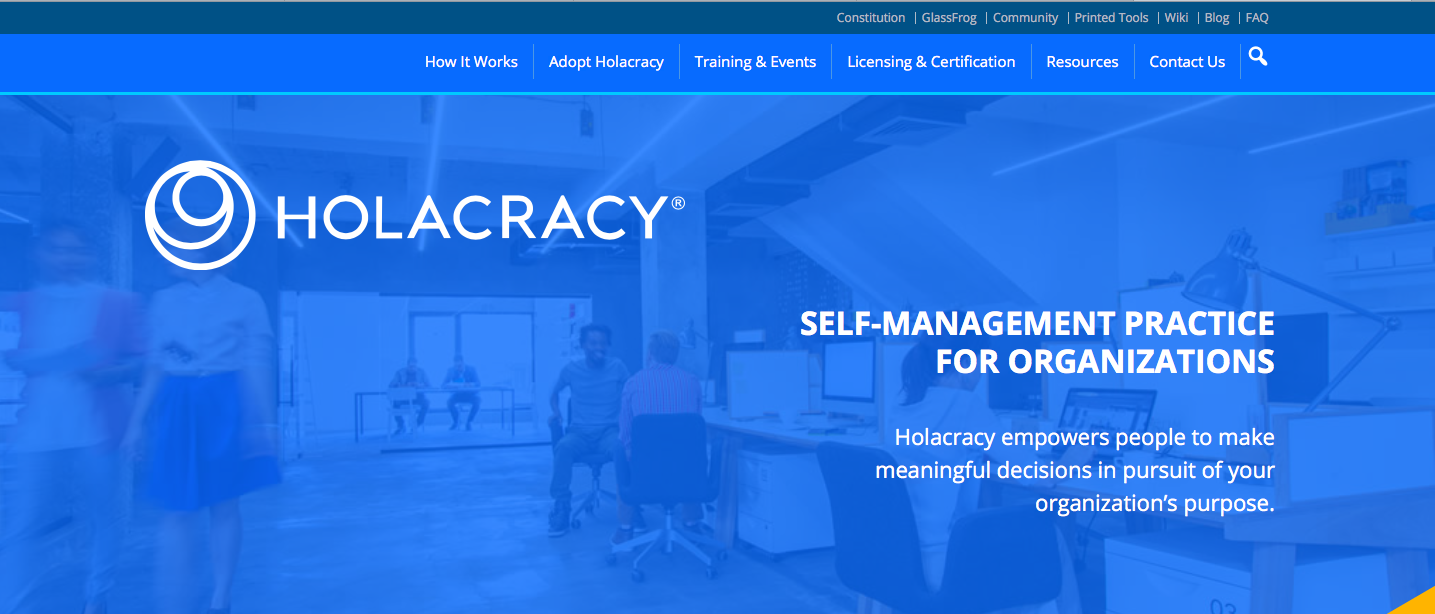 Constitution | GlassFrog | Community | Printed Tools | Wiki | Blog | FAQ
How It Works Adopt Holacracy Training & Events Licensing & Certification Resources Contact Us
HOLACRACY®
SELF-MANAGEMENT PRACTICE
FOR ORGANIZATIONS
Holacracy empowers people to make
meaningful decisions in pursuit of your
organization's purpose.
03